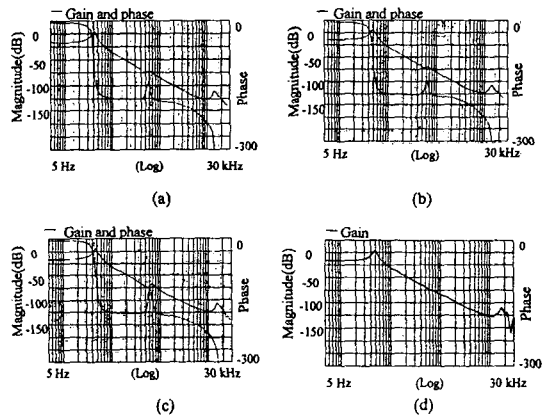 Gain and phase
Magnitude(dB)
0
-50
-100
-150
0
Phase
-300
5 Hz
(Log)
30 kHz
(a)
Gain and phase
Magnitude(dB)
0
-50
-100
-150
0
Phase
-300
5 Hz
(Log)
30 kHz
(b)
Gain and phase
Magnitude(dB)
0
-50
-100
-150
0
Phase
-300
5 Hz
(Log)
30 kHz
(c)
Gain
Magnitude(dB)
0
-50
-100
-150
0
Phase
-300
5 Hz
(Log)
30 kHz
(d)